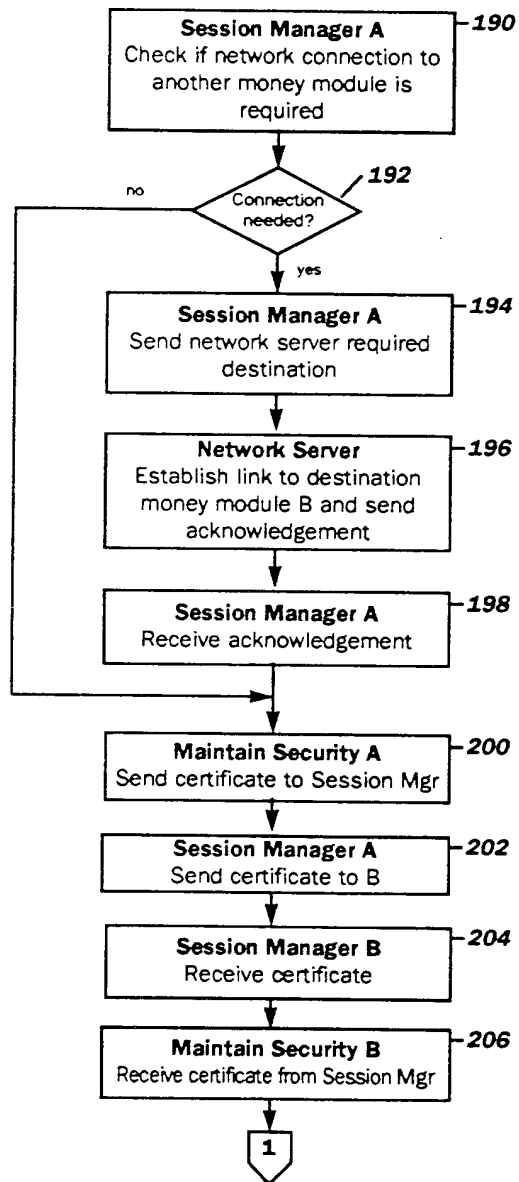 Session Manager A
190
Check if network connection to
another money module is
required
192
no
Connection
needed?
yes
Session Manager A
194
Send network server required
destination
Network Server
196
Establish link to destination
money module B and send
acknowledgement
Session Manager A
198
Receive acknowledgement
Maintain Security A
200
Send certificate to Session Mgr
Session Manager A
202
Send certificate to B
Session Manager B
204
Receive certificate
Maintain Security B
206
Receive certificate from Session Mgr
1